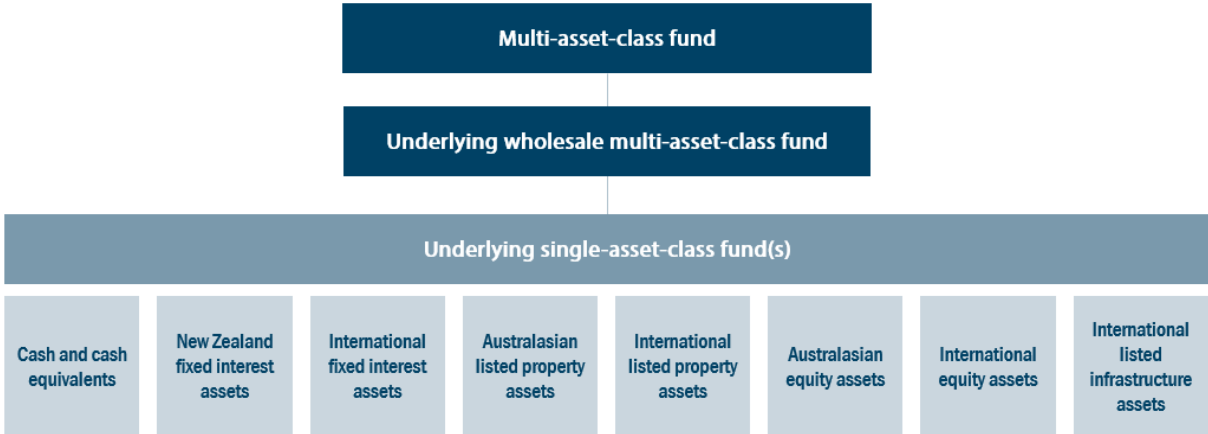 Multi-asset-class fund
Underlying wholesale multi-asset-class fund
Underlying single-asset-class fund(s)
Cash and cash
equivalents
New Zealand
fixed interest
assets
International
fixed interest
assets
Australasian
listed property
assets
International
listed property
assets
Australasian
equity assets
International
equity assets
International
listed
infrastructure
assets